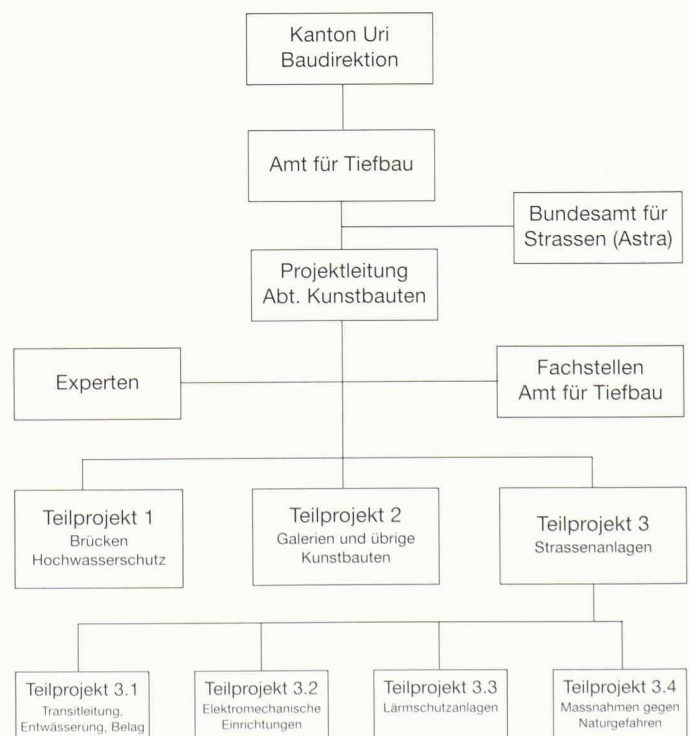 Kanton Uri
Baudirektion
Amt für Tiefbau
Bundesamt für
Strassen (Astra)
Projektleitung
Abt. Kunstbauten
Experten
Fachstellen
Amt für Tiefbau
Teilprojekt 1
Brücken
Hochwasserschutz
Teilprojekt 2
Galerien und übrige
Kunstbauten
Teilprojekt 3
Strassenanlagen
Teilprojekt 3.1
Transitleitung,
Entwässerung, Belag
Teilprojekt 3.2
Elektromechanische
Einrichtungen
Teilprojekt 3.3
Lärmschutzanlagen
Teilprojekt 3.4
Massnahmen gegen
Naturgefahren